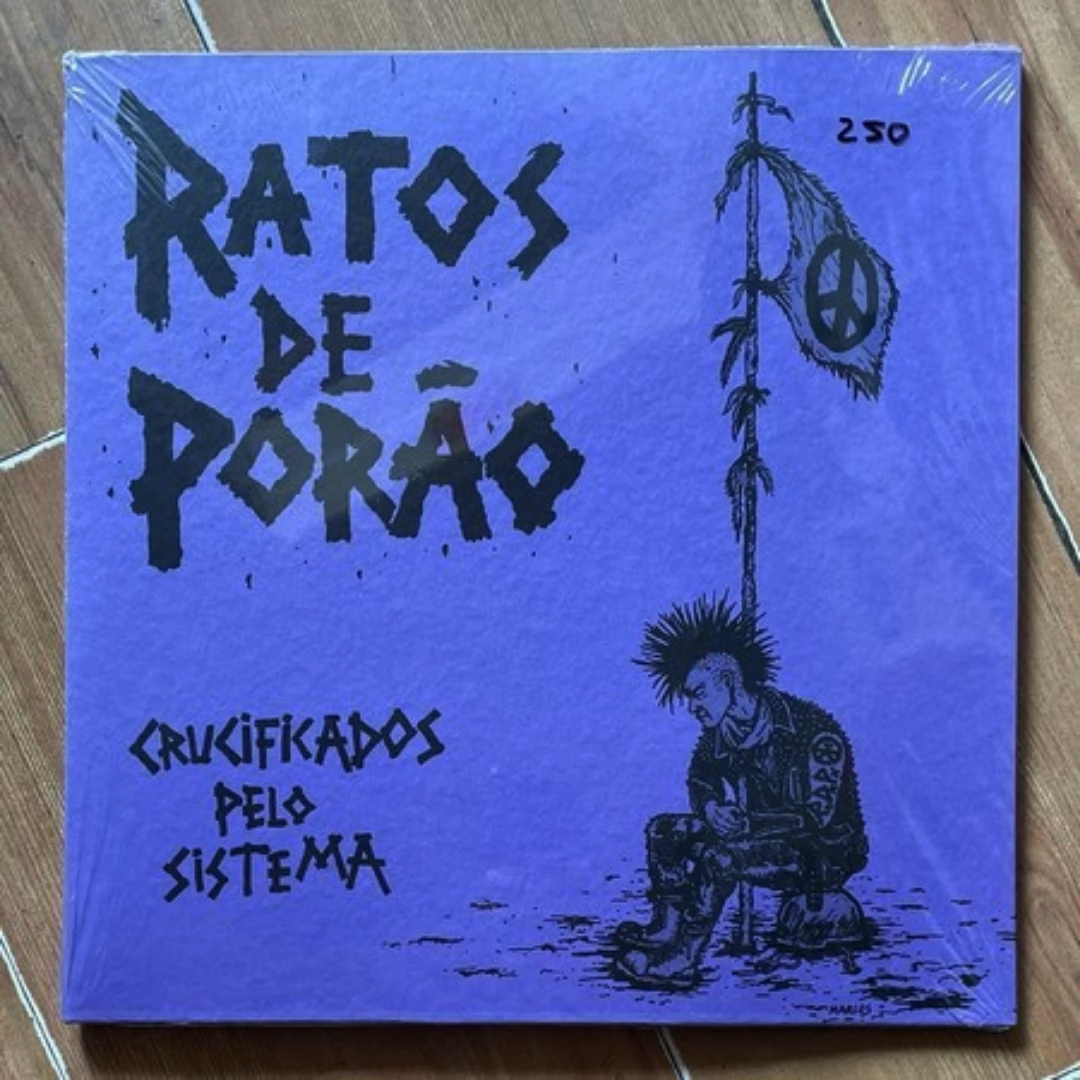 RATOS
DE
PORÃO
250
CRUCiFiCADOS
PELO
SiSTEMA